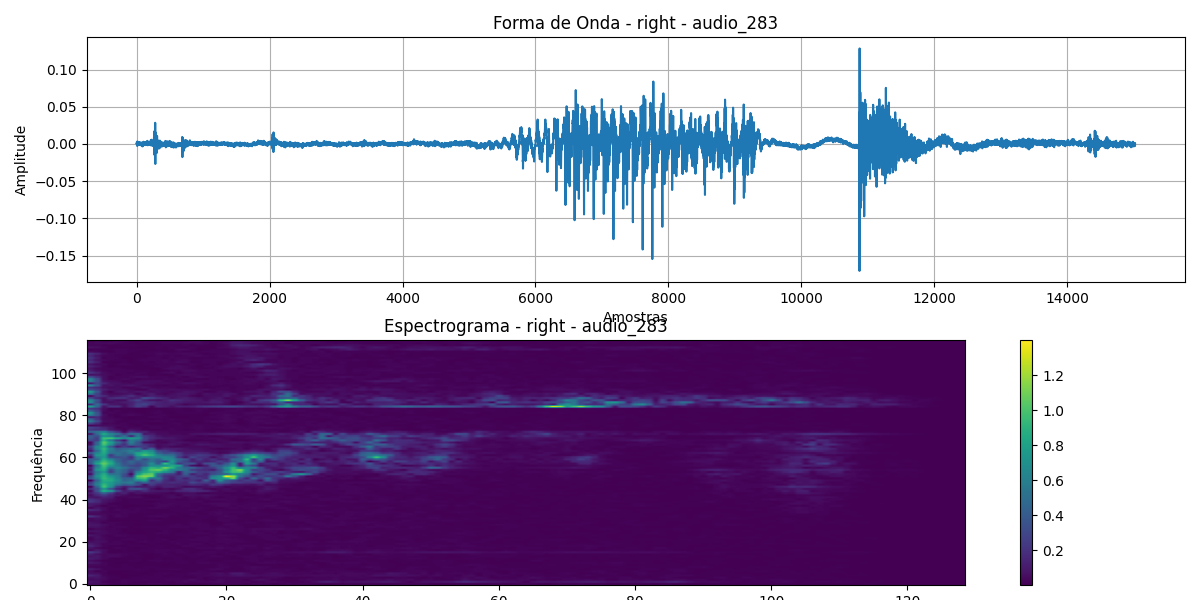 Forma de Onda - right - audio_283
0.10
0.05
0.00
−0.05
−0.10
−0.15
Amplitude
0 2000 4000 6000 8000 10000 12000 14000
Amostras
Espectrograma - right - audio_283
100
80
60
40
20
0
Frequência
0 20 40 60 80 100 120
1.2
1.0
0.8
0.6
0.4
0.2